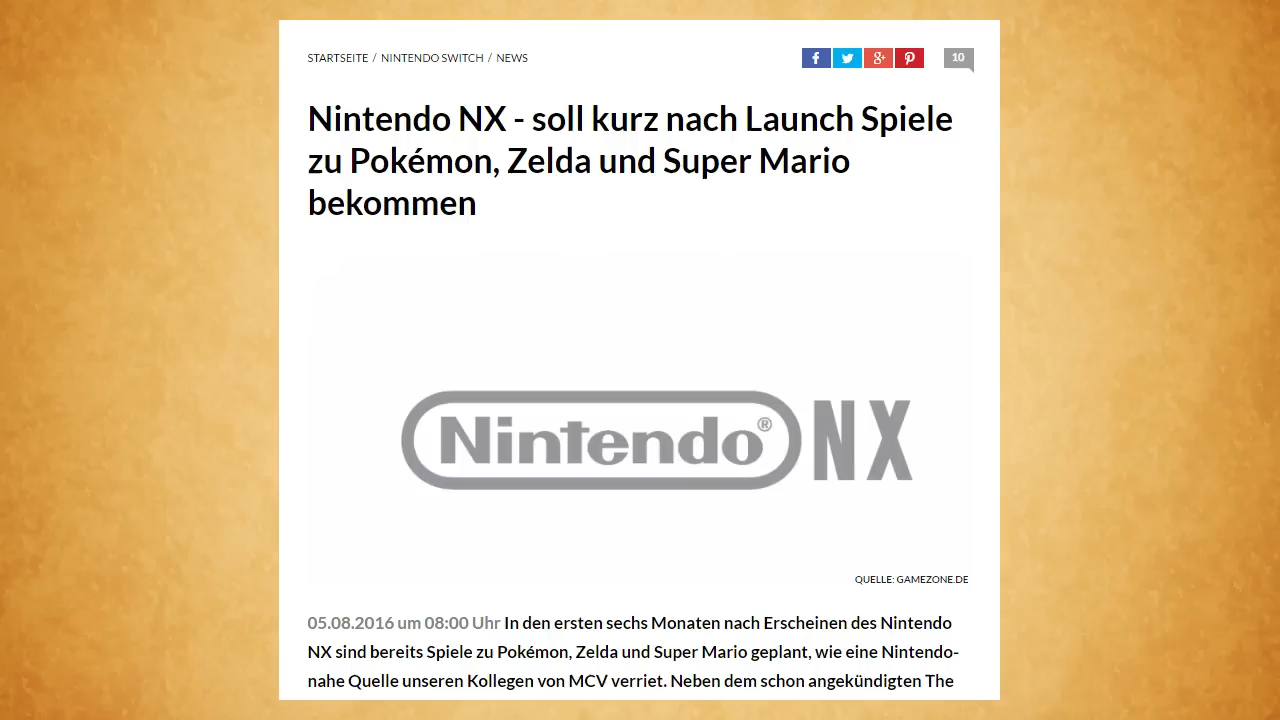 STARTSEITE / NINTENDO SWITCH / NEWS
10
Nintendo NX - soll kurz nach Launch Spiele
zu Pokémon, Zelda und Super Mario
bekommen
Nintendo® NX
QUELLE: GAMEZONE.DE
05.08.2016 um 08:00 Uhr In den ersten sechs Monaten nach Erscheinen des Nintendo
NX sind bereits Spiele zu Pokémon, Zelda und Super Mario geplant, wie eine Nintendo-
nahe Quelle unseren Kollegen von MCV verriet. Neben dem schon angekündigten The